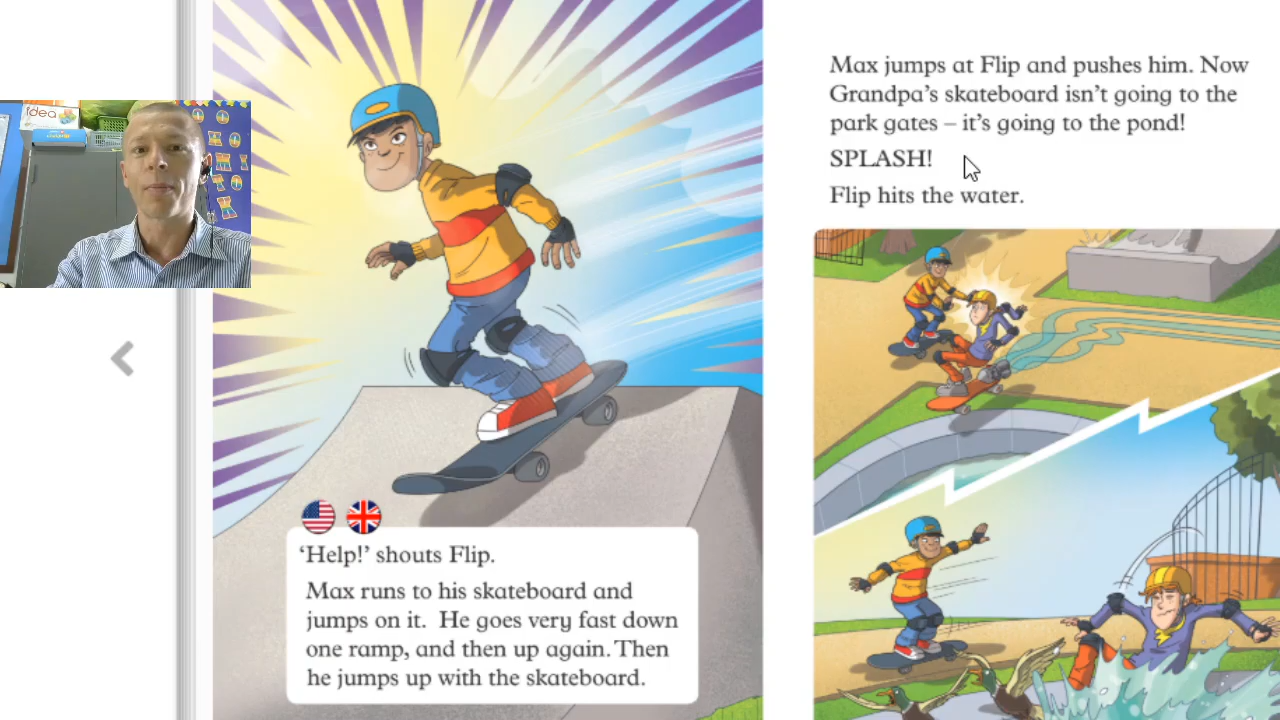 idea
‘Help!’ shouts Flip.
Max runs to his skateboard and
jumps on it.  He goes very fast down
one ramp, and then up again. Then
he jumps up with the skateboard.
Max jumps at Flip and pushes him. Now
Grandpa’s skateboard isn’t going to the
park gates – it’s going to the pond!
SPLASH!
Flip hits the water.